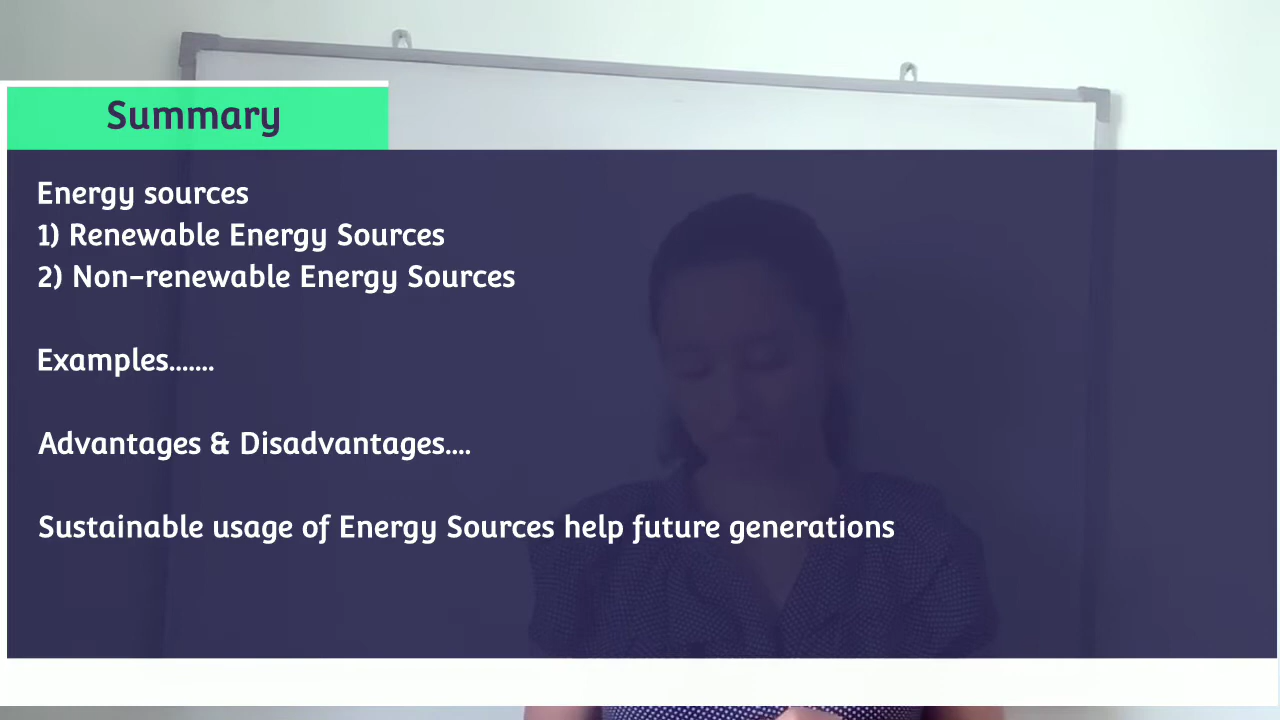 Summary
Energy sources
1) Renewable Energy Sources
2) Non-renewable Energy Sources
Examples.......
Advantages & Disadvantages....
Sustainable usage of Energy Sources help future generations